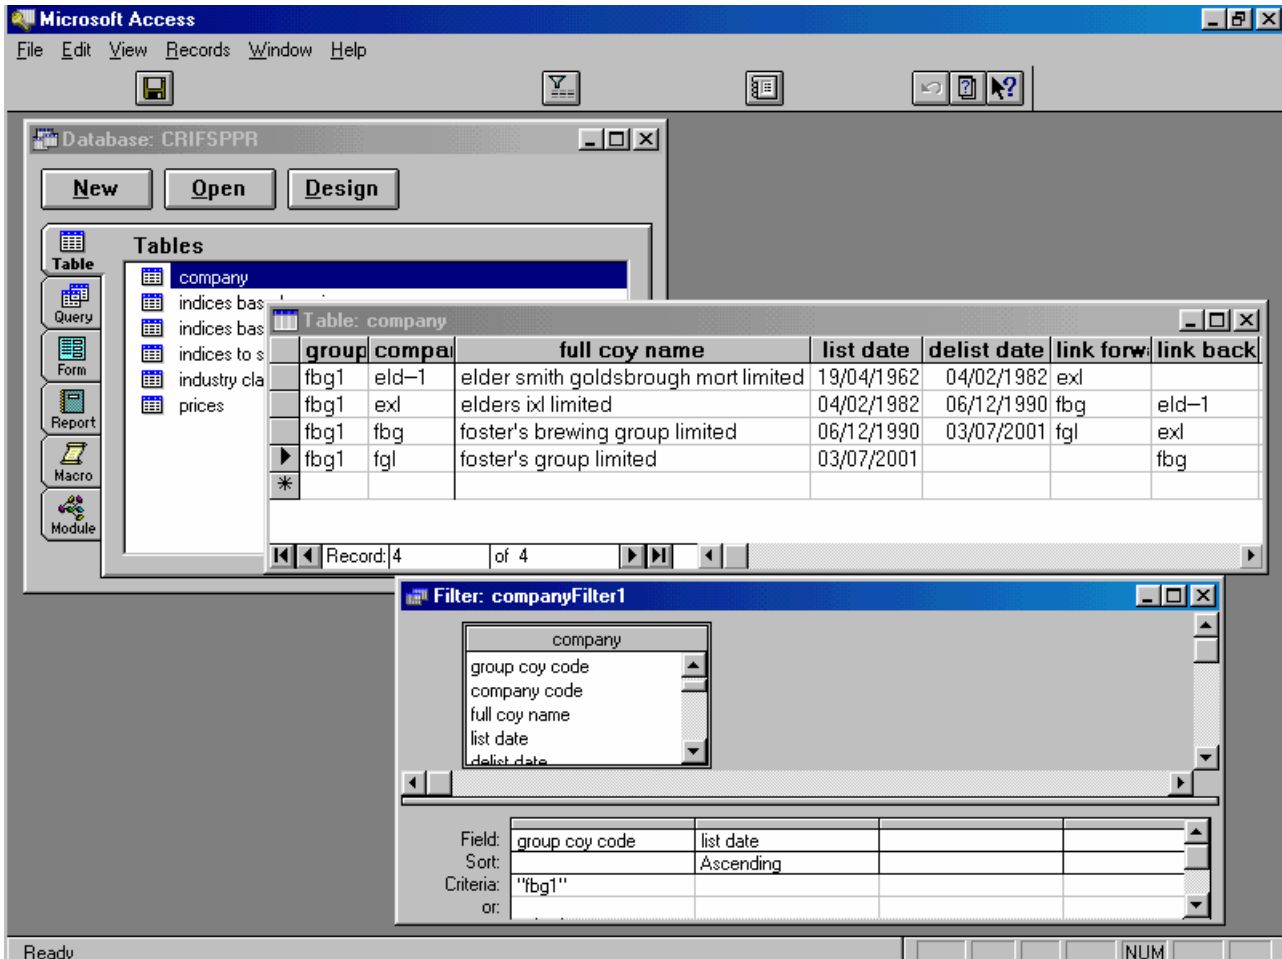 Microsoft Access
File Edit View Records Window Help
Database: CRIFSPPR
New Open Design
Table
Query
Form
Report
Macro
Module
Tables
company
indices bas
indices bas
indices to s
industry cla
prices
Table: company
group compa full coy name list date delist date link forw link back
fbg1 eld–1 elder smith goldsbrough mort limited 19/04/1962 04/02/1982 exl
fbg1 exl elders ixl limited 04/02/1982 06/12/1990 fbg eld–1
fbg1 fbg foster's brewing group limited 06/12/1990 03/07/2001 fgl exl
fbg1 fgl foster's group limited 03/07/2001 fbg
Record: 4 of 4
Filter: companyFilter1
company
group coy code
company code
full coy name
list date
delist date
Field: group coy code list date
Sort: Ascending
Criteria: "fbg1"
or:
Ready NUM